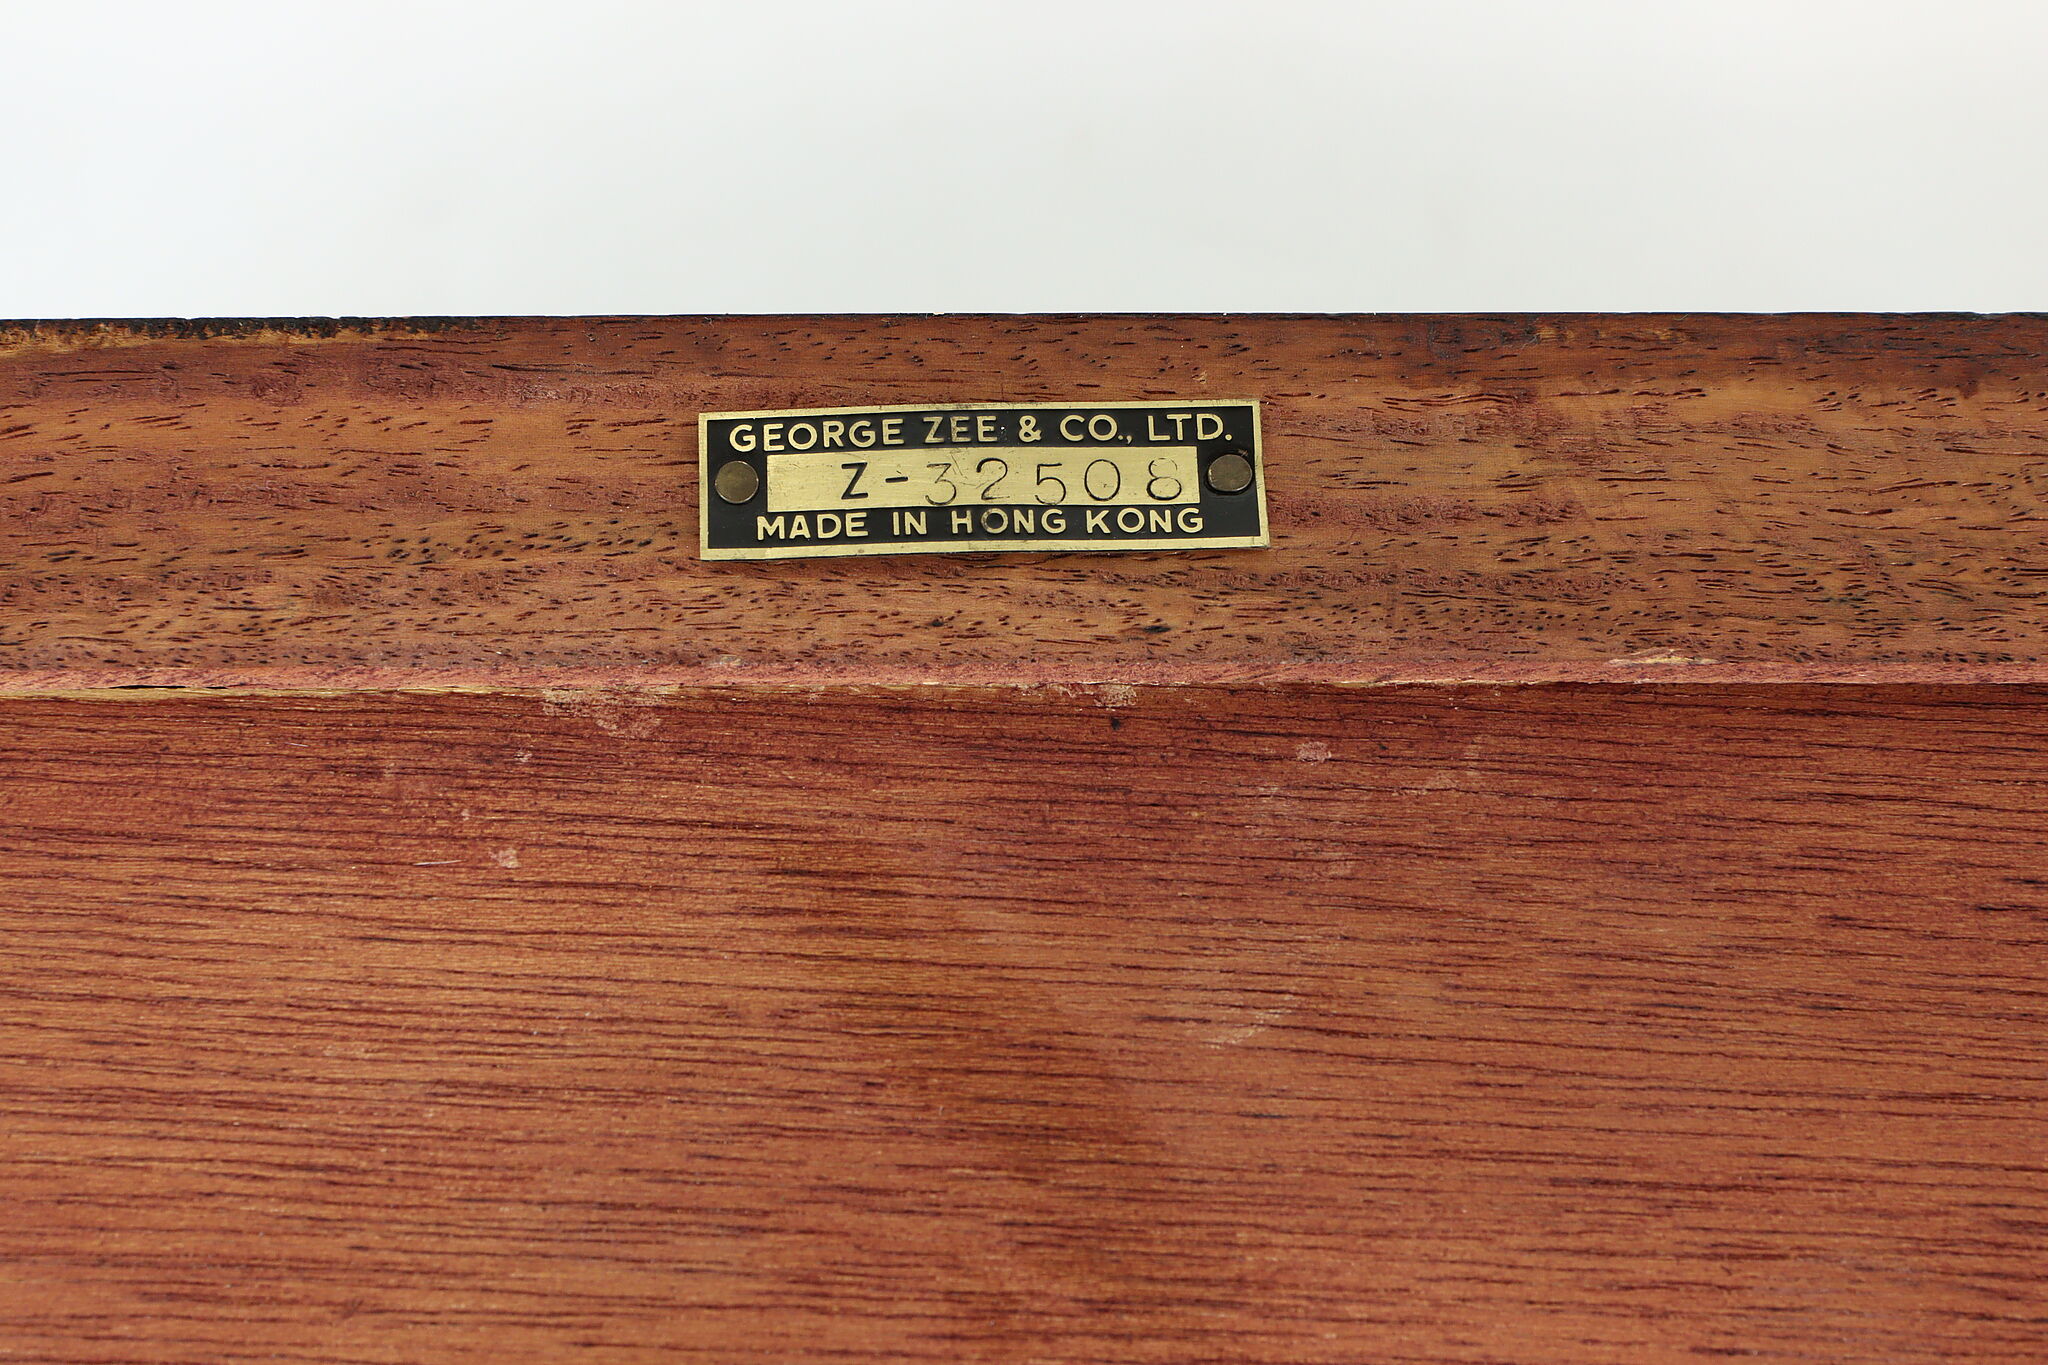 GEORGE ZEE & CO., LTD.
Z-32508
MADE IN HONG KONG